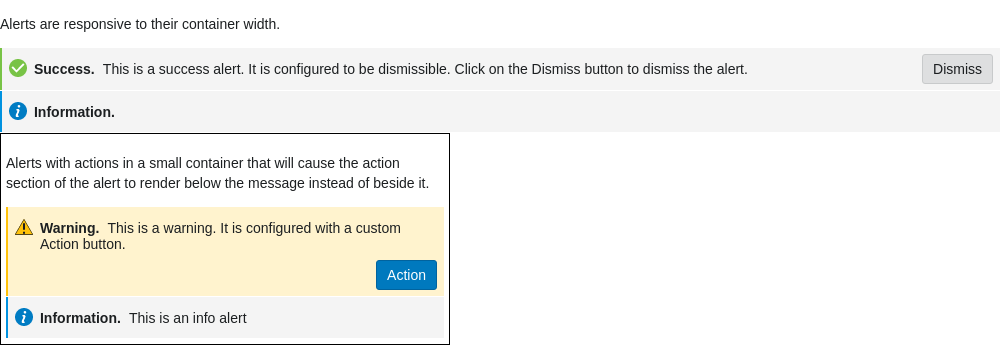 Alerts are responsive to their container width.
Success. This is a success alert. It is configured to be dismissible. Click on the Dismiss button to dismiss the alert. Dismiss
Information.
Alerts with actions in a small container that will cause the action
section of the alert to render below the message instead of beside it.
Warning. This is a warning. It is configured with a custom
Action button.
Action
Information. This is an info alert